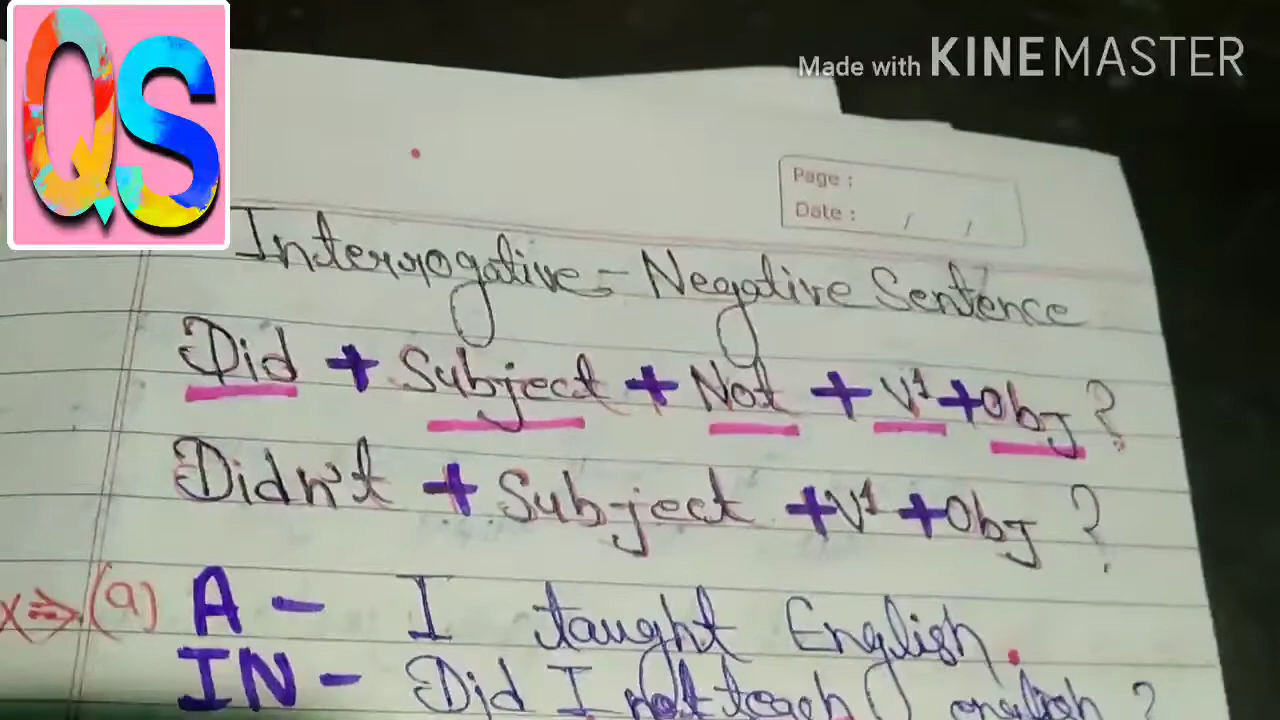 QS
Made with KINEMASTER
Page :
Date : / /
Interrogative - Negative Sentence
Did + Subject + Not + V¹ + Obj ?
Didn't + Subject + V¹ + Obj ?
x ⇒ (a) A - I taught English.
IN - Did I not teach english ?